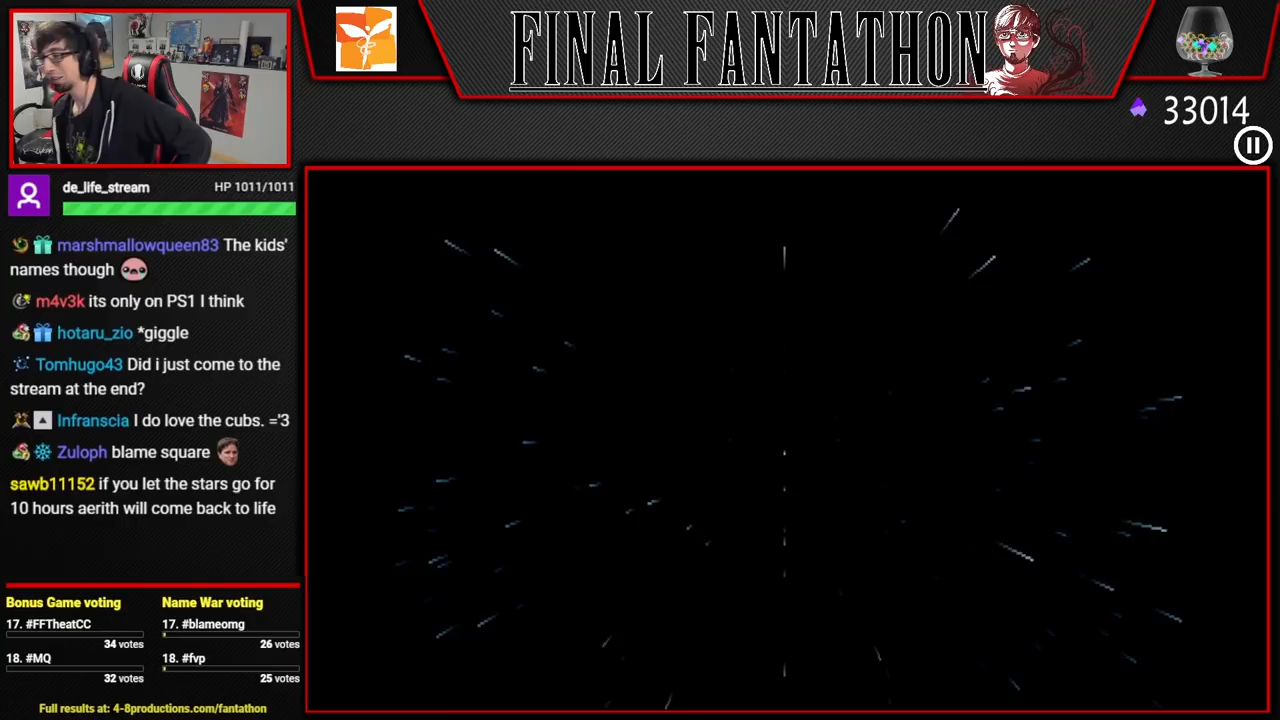 FINAL FANTATHON
33014
de_life_stream HP 1011/1011
marshmallowqueen83 The kids'
names though
m4v3k its only on PS1 I think
hotaru_zio *giggle
Tomhugo43 Did i just come to the
stream at the end?
Infranscia I do love the cubs. ='3
Zuloph blame square
sawb11152 if you let the stars go for
10 hours aerith will come back to life
Bonus Game voting
17. #FFTheatCC
34 votes
18. #MQ
32 votes
Name War voting
17. #blameomg
26 votes
18. #fvp
25 votes
Full results at: 4-8productions.com/fantathon